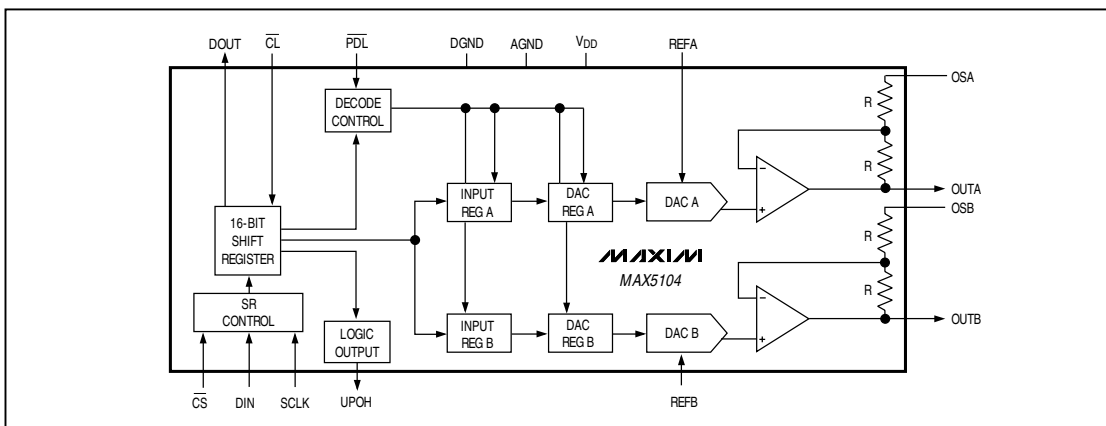 DOUT CL PDL DGND AGND VDD REFA
OSA
R
DECODE
CONTROL
R
−
INPUT
REG A
DAC
REG A
DAC A
+
OUTA
OSB
16-BIT
SHIFT
REGISTER
R
MAXIM
MAX5104
−
R
SR
CONTROL
LOGIC
OUTPUT
INPUT
REG B
DAC
REG B
DAC B
+
OUTB
CS DIN SCLK UPOH REFB